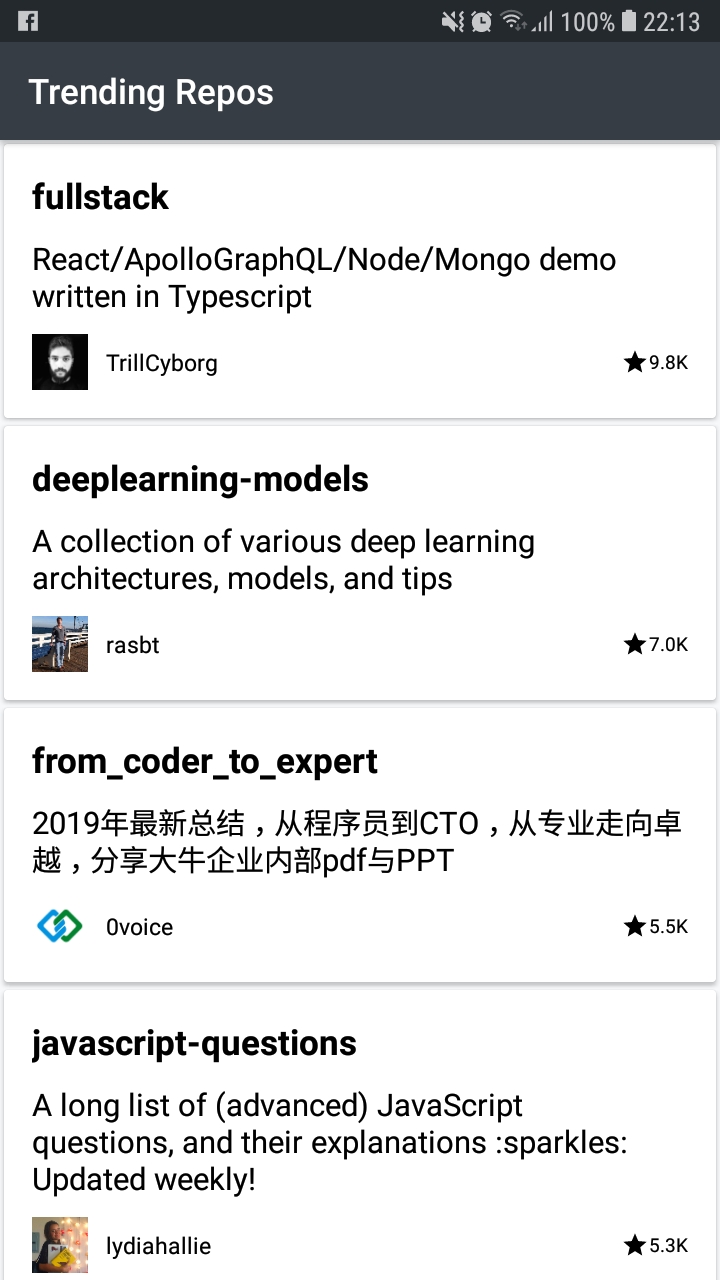 100% 22:13
Trending Repos
fullstack
React/ApolloGraphQL/Node/Mongo demo
written in Typescript
TrillCyborg
9.8K
deeplearning-models
A collection of various deep learning
architectures, models, and tips
rasbt
7.0K
from_coder_to_expert
2019年最新总结，从程序员到CTO，从专业走向卓
越，分享大牛企业内部pdf与PPT
0voice
5.5K
javascript-questions
A long list of (advanced) JavaScript
questions, and their explanations :sparkles:
Updated weekly!
lydiahallie
5.3K